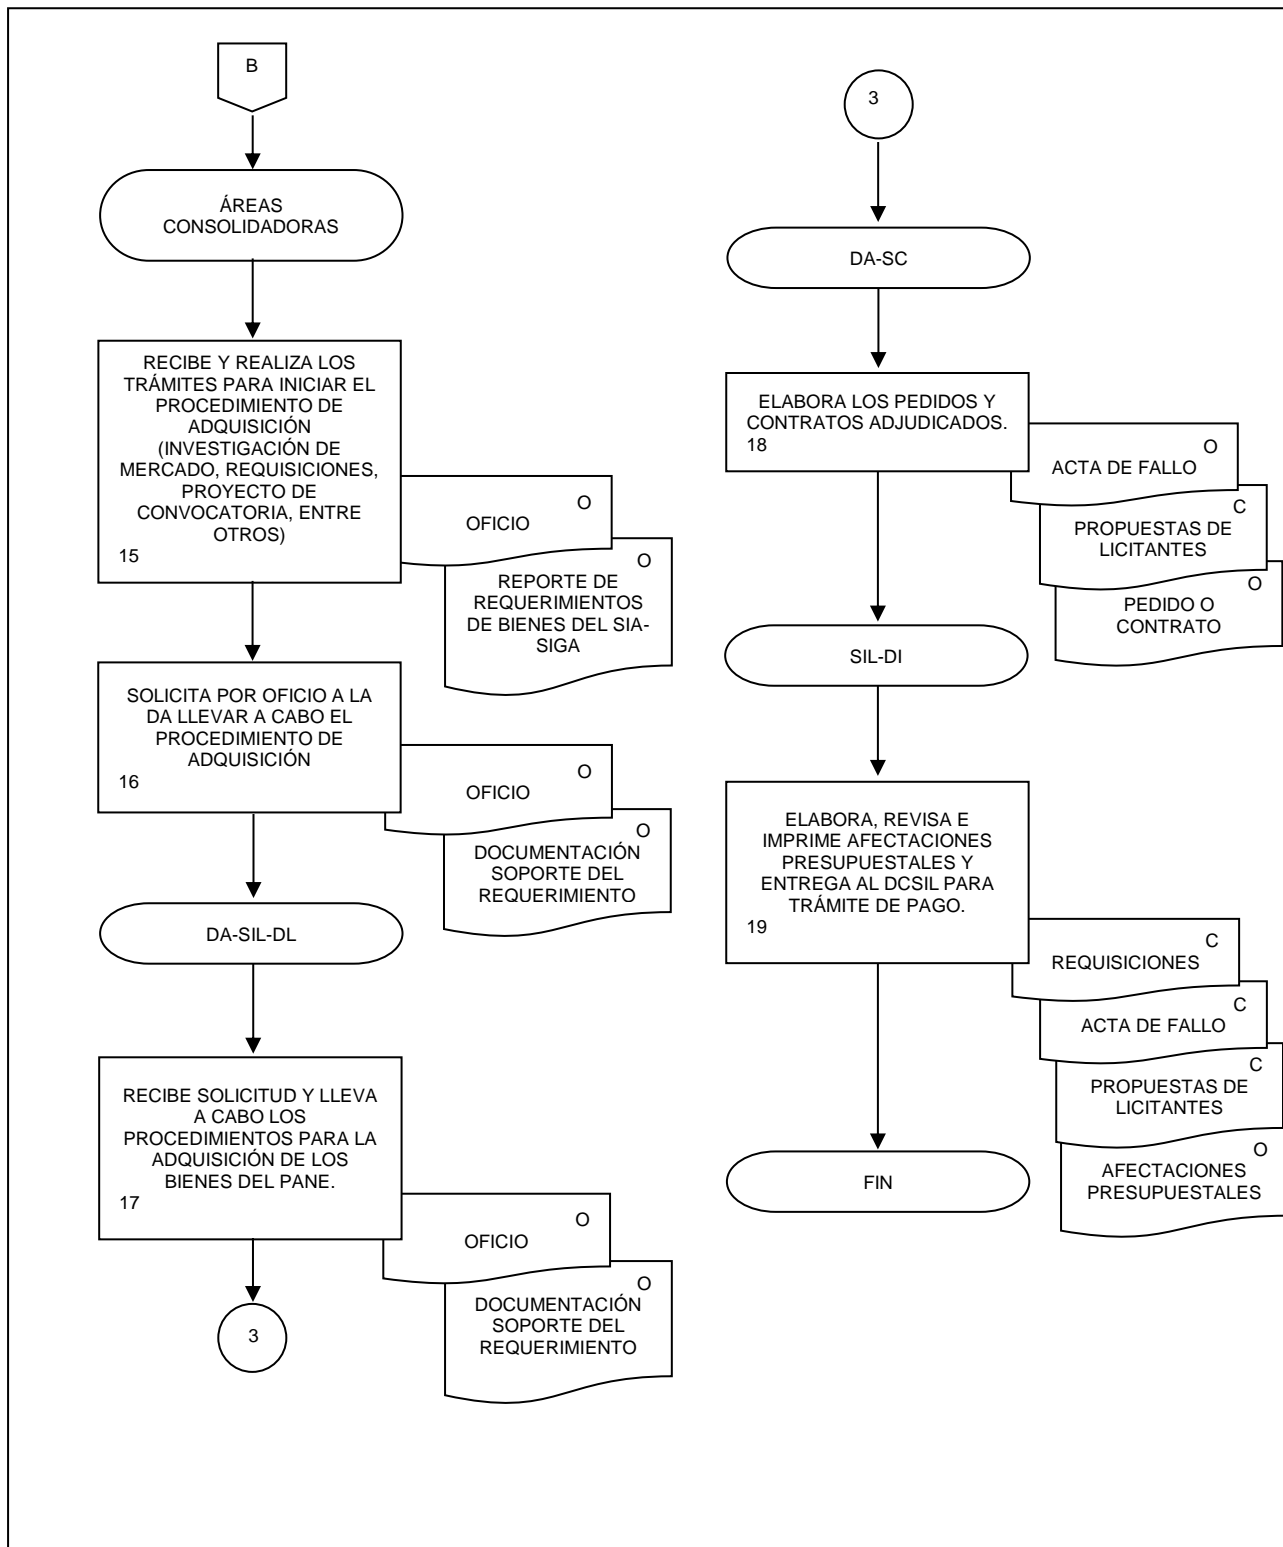 B
ÁREAS
CONSOLIDADORAS
RECIBE Y REALIZA LOS
TRÁMITES PARA INICIAR EL
PROCEDIMIENTO DE
ADQUISICIÓN
(INVESTIGACIÓN DE
MERCADO, REQUISICIONES,
PROYECTO DE
CONVOCATORIA, ENTRE
OTROS)
15
O
OFICIO
O
REPORTE DE
REQUERIMIENTOS
DE BIENES DEL SIA-
SIGA
SOLICITA POR OFICIO A LA
DA LLEVAR A CABO EL
PROCEDIMIENTO DE
ADQUISICIÓN
16
O
OFICIO
O
DOCUMENTACIÓN
SOPORTE DEL
REQUERIMIENTO
DA-SIL-DL
RECIBE SOLICITUD Y LLEVA
A CABO LOS
PROCEDIMIENTOS PARA LA
ADQUISICIÓN DE LOS
BIENES DEL PANE.
17
O
OFICIO
O
DOCUMENTACIÓN
SOPORTE DEL
REQUERIMIENTO
3
3
DA-SC
ELABORA LOS PEDIDOS Y
CONTRATOS ADJUDICADOS.
18
O
ACTA DE FALLO
C
PROPUESTAS DE
LICITANTES
O
PEDIDO O
CONTRATO
SIL-DI
ELABORA, REVISA E
IMPRIME AFECTACIONES
PRESUPUESTALES Y
ENTREGA AL DCSIL PARA
TRÁMITE DE PAGO.
19
C
REQUISICIONES
C
ACTA DE FALLO
C
PROPUESTAS DE
LICITANTES
O
AFECTACIONES
PRESUPUESTALES
FIN